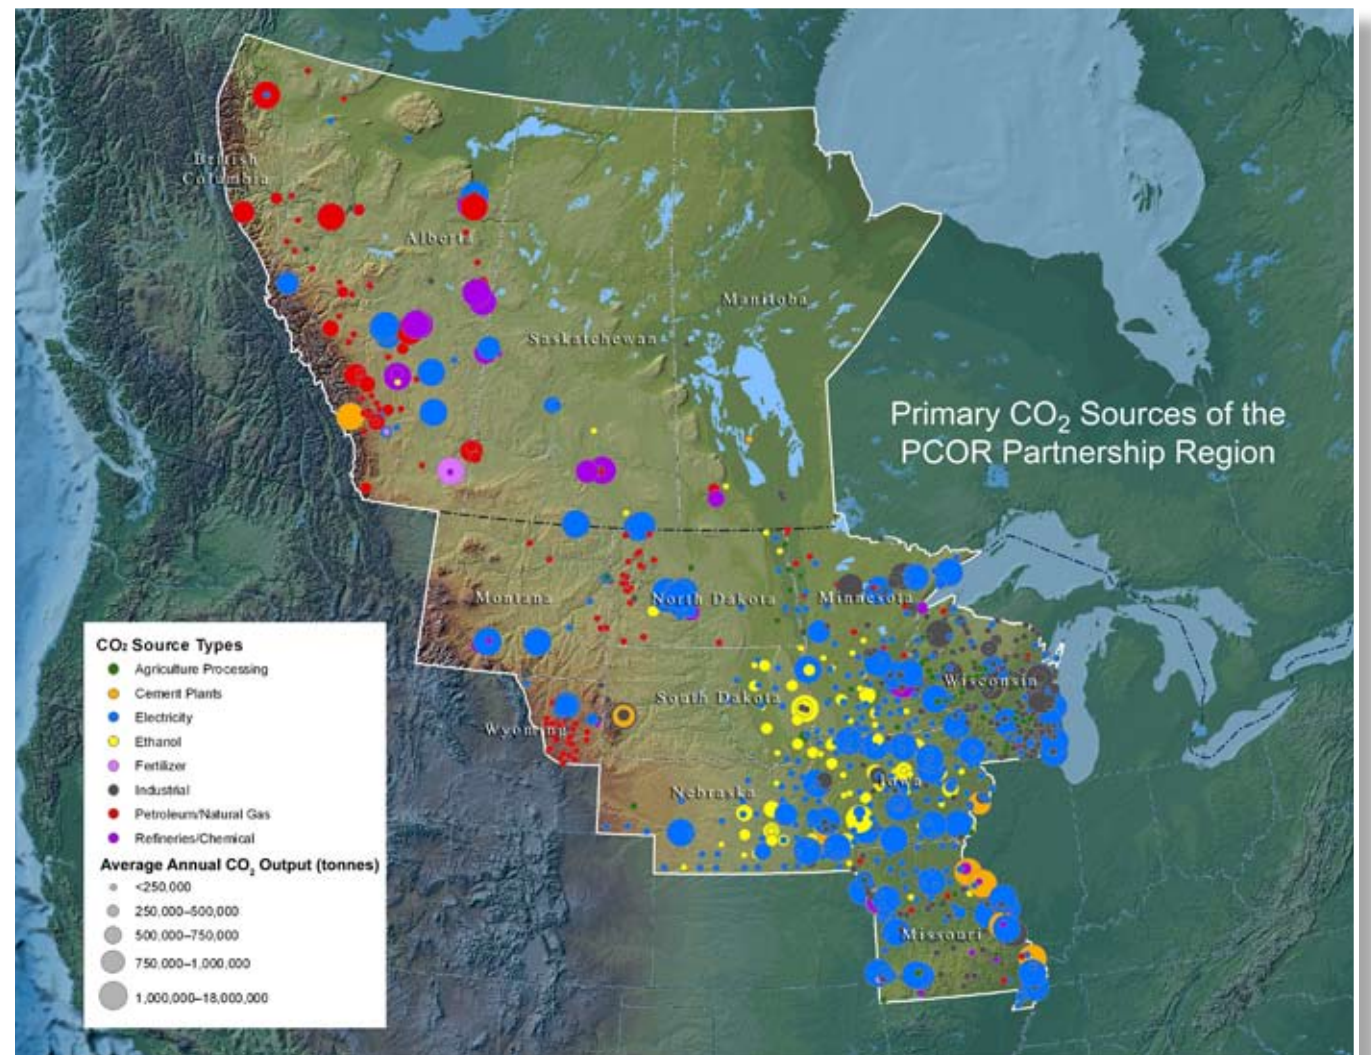 British
Columbia
Alberta
Manitoba
Saskatchewan
Primary CO₂ Sources of the
PCOR Partnership Region
Montana
North Dakota
Minnesota
Wisconsin
South Dakota
Wyoming
Iowa
Nebraska
Missouri
CO₂ Source Types
Agriculture Processing
Cement Plants
Electricity
Ethanol
Fertilizer
Industrial
Petroleum/Natural Gas
Refineries/Chemical
Average Annual CO₂ Output (tonnes)
<250,000
250,000–500,000
500,000–750,000
750,000–1,000,000
1,000,000–18,000,000